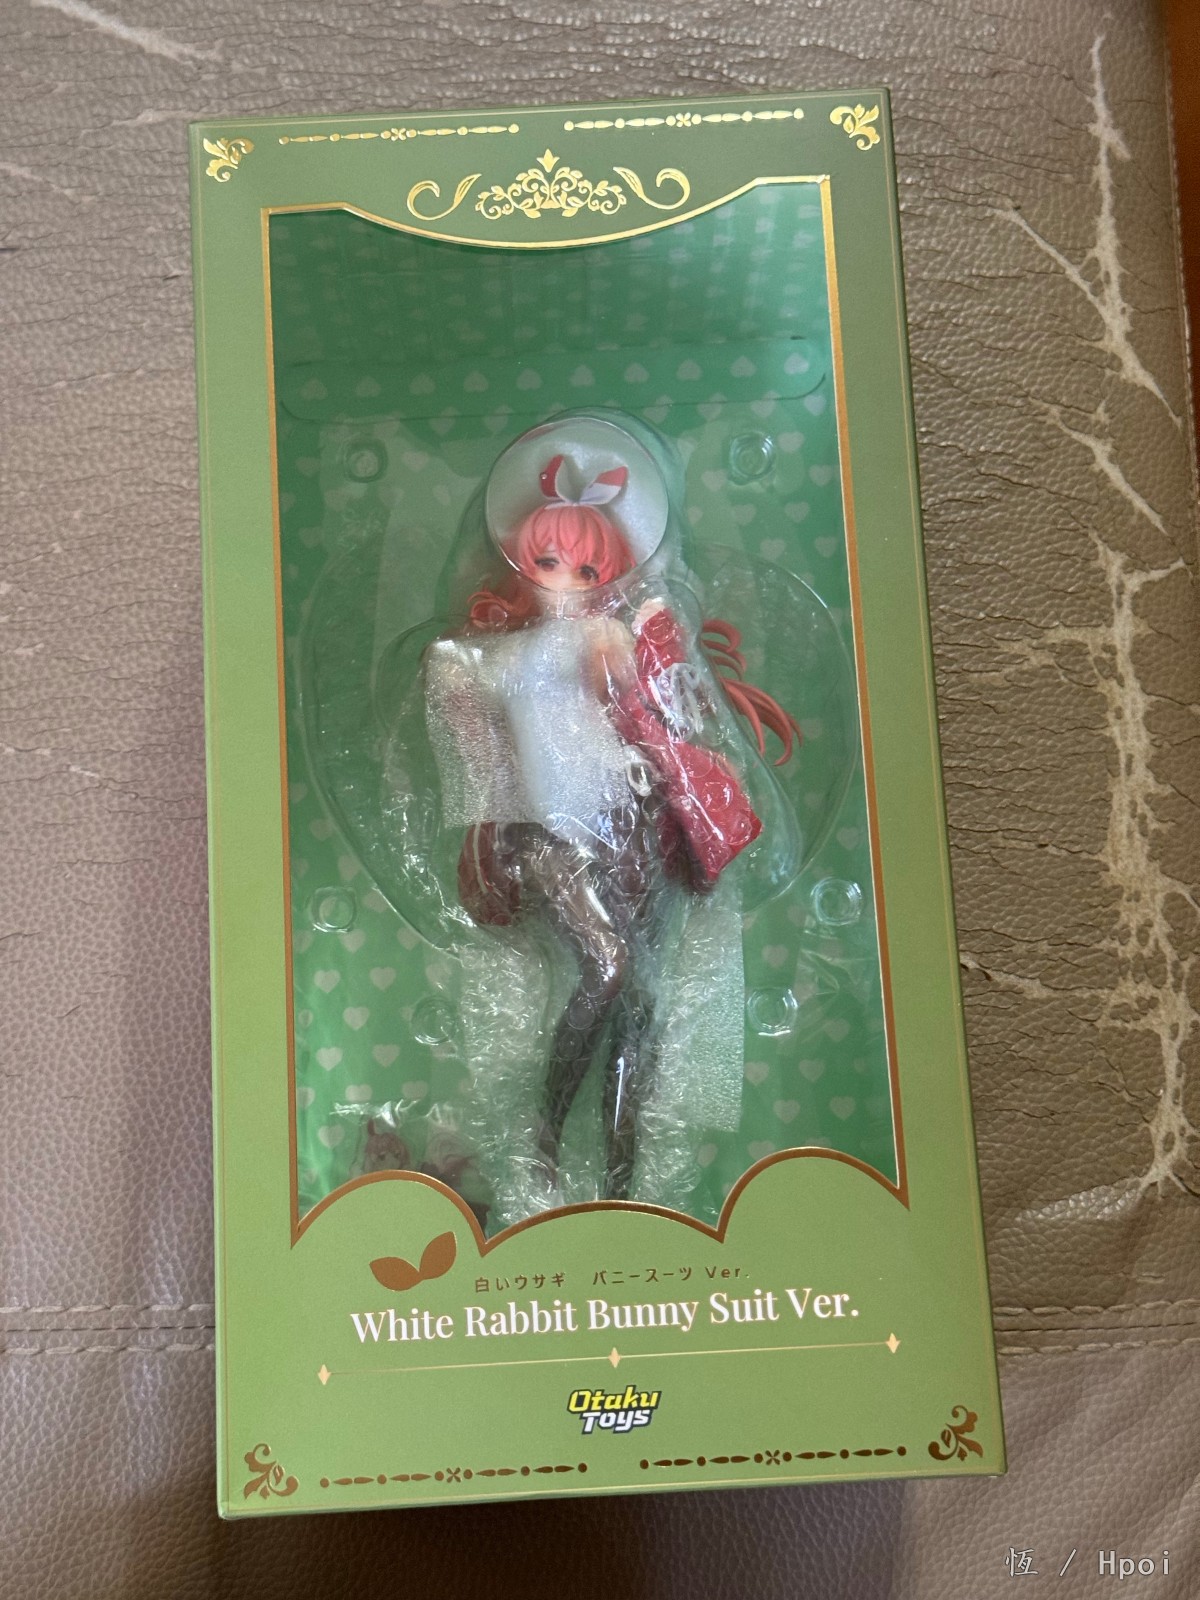 白いウサギ バニースーツ Ver.
White Rabbit Bunny Suit Ver.
Otaku
Toys
恆 / Hpoi